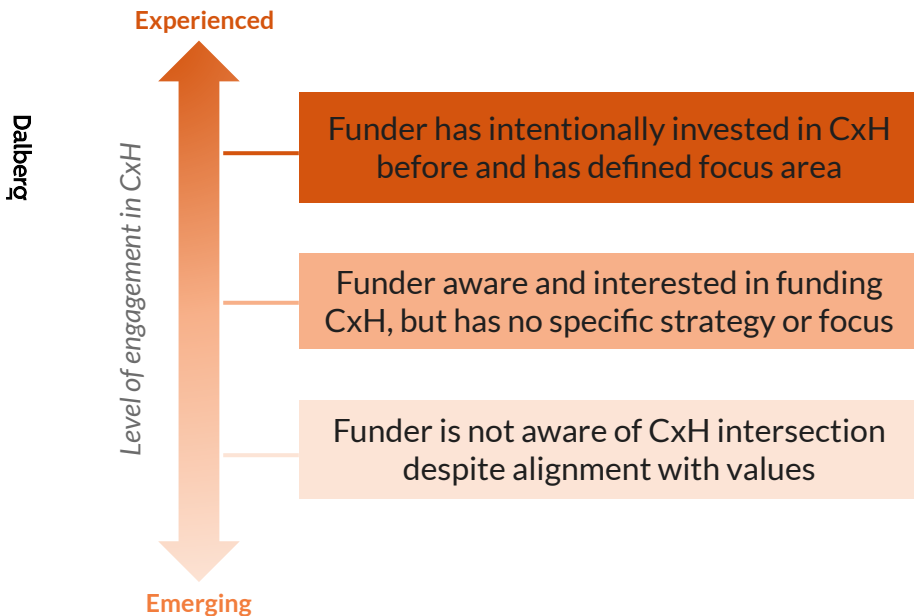 Experienced
Dalberg
Level of engagement in CxH
Funder has intentionally invested in CxH
before and has defined focus area
Funder aware and interested in funding
CxH, but has no specific strategy or focus
Funder is not aware of CxH intersection
despite alignment with values
Emerging